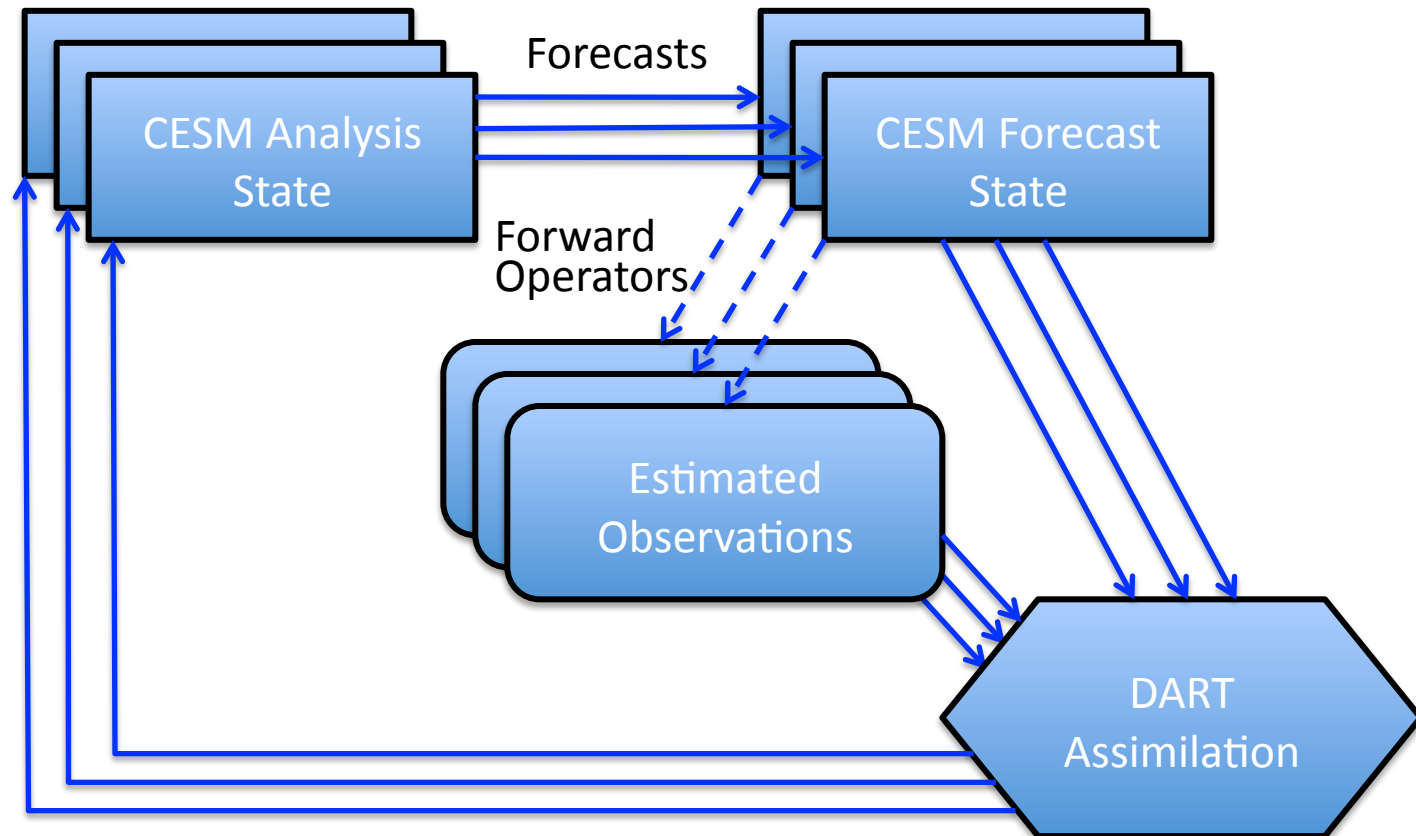 Forecasts
CESM Analysis
State
CESM Forecast
State
Forward
Operators
Estimated
Observations
DART
Assimilation